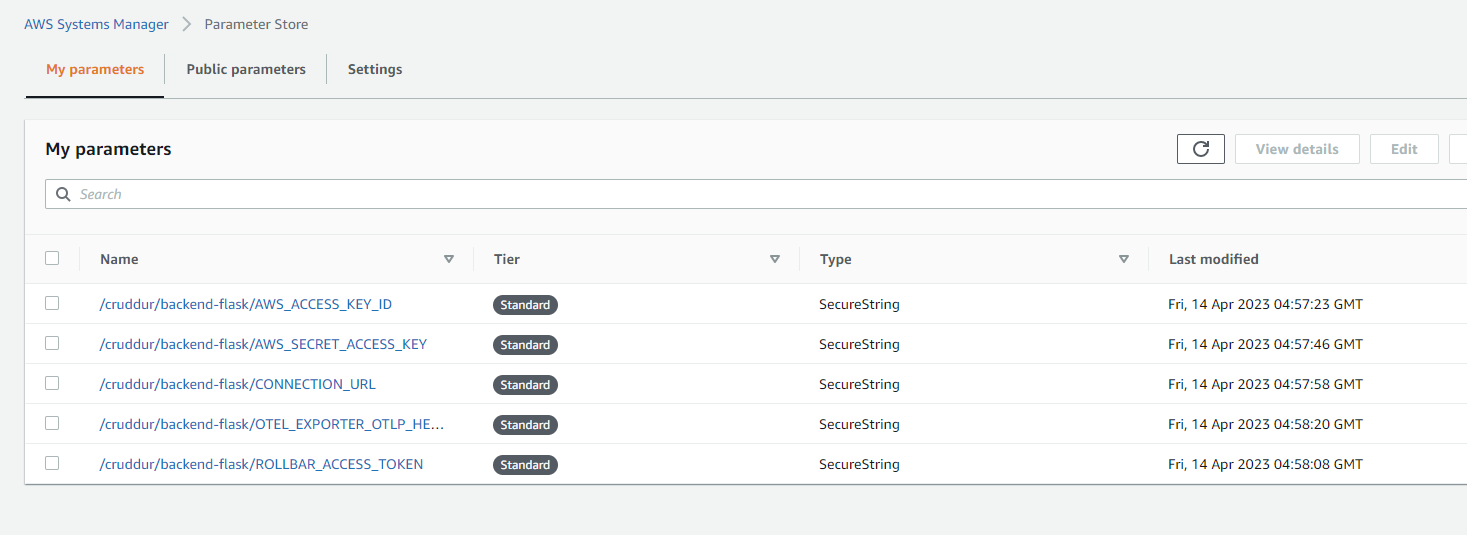 AWS Systems Manager > Parameter Store
My parameters Public parameters Settings
My parameters View details Edit
Search
Name Tier Type Last modified
/cruddur/backend-flask/AWS_ACCESS_KEY_ID Standard SecureString Fri, 14 Apr 2023 04:57:23 GMT
/cruddur/backend-flask/AWS_SECRET_ACCESS_KEY Standard SecureString Fri, 14 Apr 2023 04:57:46 GMT
/cruddur/backend-flask/CONNECTION_URL Standard SecureString Fri, 14 Apr 2023 04:57:58 GMT
/cruddur/backend-flask/OTEL_EXPORTER_OTLP_HE... Standard SecureString Fri, 14 Apr 2023 04:58:20 GMT
/cruddur/backend-flask/ROLLBAR_ACCESS_TOKEN Standard SecureString Fri, 14 Apr 2023 04:58:08 GMT